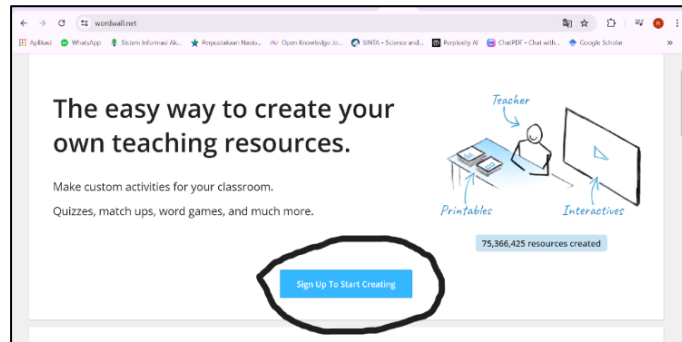 wordwall.net
Aplikasi WhatsApp Sistem Informasi Ak... Perpustakaan Nasio... Open Knowledge Jo... SINTA - Science and... Perplexity AI ChatPDF - Chat with... Google Scholar
The easy way to create your
own teaching resources.
Make custom activities for your classroom.
Quizzes, match ups, word games, and much more.
Teacher
Printables
Interactives
75,366,425 resources created
Sign Up To Start Creating